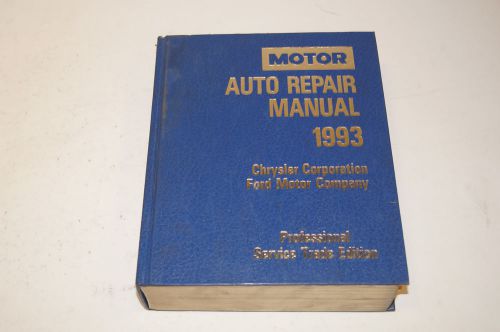 MOTOR
AUTO REPAIR
MANUAL
1993
Chrysler Corporation
Ford Motor Company
Professional
Service Trade Edition